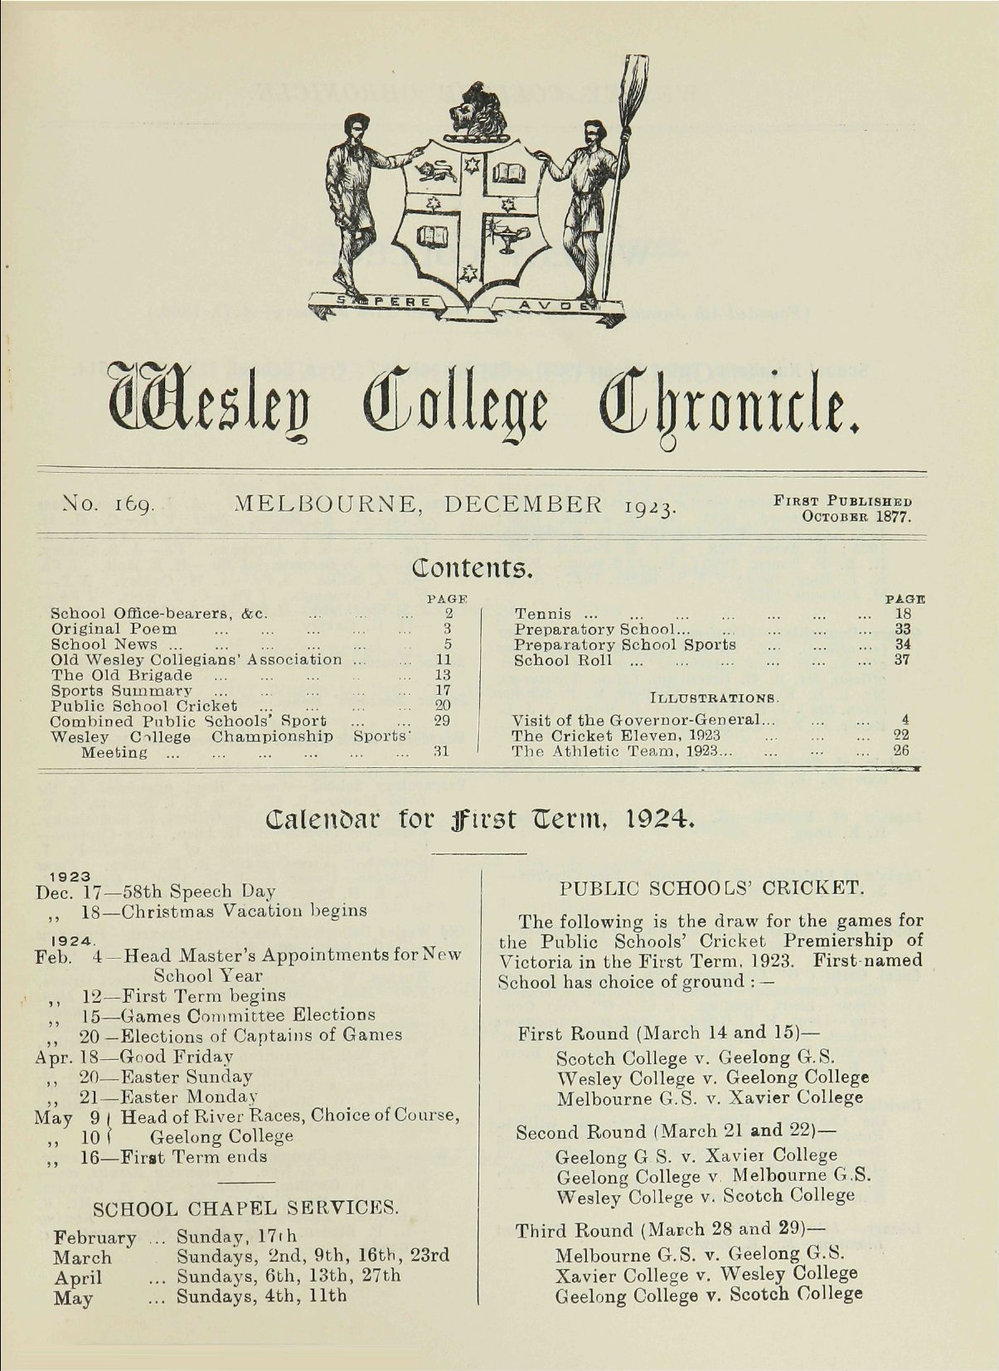 SAPERE AVDE
Wesley College Chronicle.
No. 169. MELBOURNE, DECEMBER 1923. FIRST PUBLISHED
OCTOBER 1877.
Contents.
PAGE
School Office-bearers, &c. ... ... ... 2
Original Poem ... ... ... ... ... 3
School News ... ... ... ... ... ... 5
Old Wesley Collegians' Association ... ... 11
The Old Brigade ... ... ... ... ... 13
Sports Summary ... ... ... ... ... 17
Public School Cricket ... ... ... ... 20
Combined Public Schools' Sport ... ... 29
Wesley College Championship Sports'
Meeting ... ... ... ... ... ... 31
PAGE
Tennis ... ... ... ... ... ... ... 18
Preparatory School... ... ... ... ... 33
Preparatory School Sports ... ... ... 34
School Roll ... ... ... ... ... ... 37
ILLUSTRATIONS.
Visit of the Governor-General... ... ... 4
The Cricket Eleven, 1923 ... ... ... 22
The Athletic Team, 1923... ... ... ... 26
Calendar for First Term, 1924.
1923
Dec. 17—58th Speech Day
,, 18—Christmas Vacation begins
1924.
Feb. 4—Head Master's Appointments for New
School Year
,, 12—First Term begins
,, 15—Games Committee Elections
,, 20—Elections of Captains of Games
Apr. 18—Good Friday
,, 20—Easter Sunday
,, 21—Easter Monday
May 9 { Head of River Races, Choice of Course,
,, 10 { Geelong College
,, 16—First Term ends
SCHOOL CHAPEL SERVICES.
February ... Sunday, 17th
March Sundays, 2nd, 9th, 16th, 23rd
April ... Sundays, 6th, 13th, 27th
May ... Sundays, 4th, 11th
PUBLIC SCHOOLS' CRICKET.
The following is the draw for the games for
the Public Schools' Cricket Premiership of
Victoria in the First Term, 1923. First-named
School has choice of ground :—
First Round (March 14 and 15)—
Scotch College v. Geelong G.S.
Wesley College v. Geelong College
Melbourne G.S. v. Xavier College
Second Round (March 21 and 22)—
Geelong G S. v. Xavier College
Geelong College v. Melbourne G.S.
Wesley College v. Scotch College
Third Round (March 28 and 29)—
Melbourne G.S. v. Geelong G.S.
Xavier College v. Wesley College
Geelong College v. Scotch College